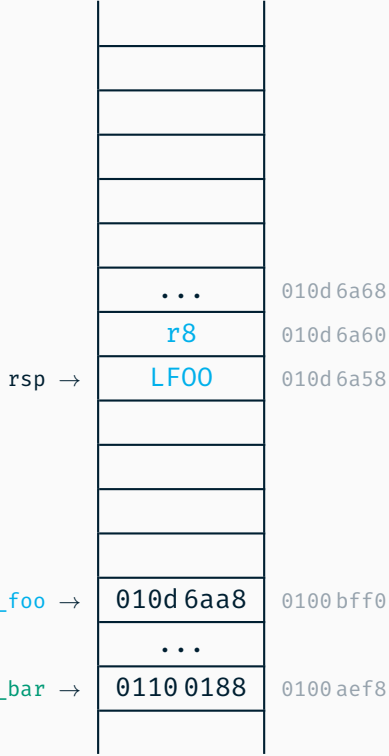 ... 010d 6a68
r8 010d 6a60
rsp → LFOO 010d 6a58
_foo → 010d 6aa8 0100 bff0
...
_bar → 0110 0188 0100 aef8